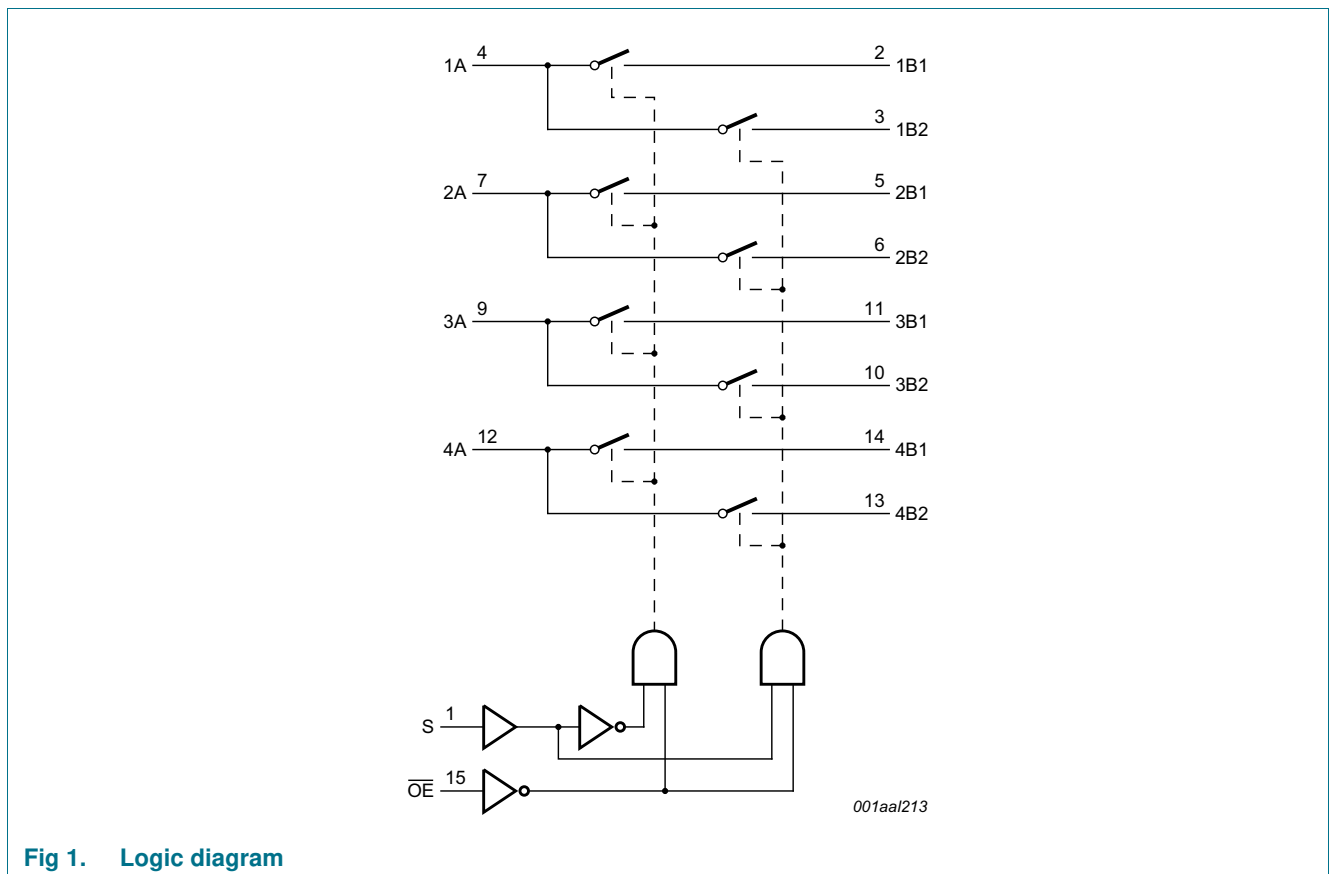 1A 4 2 1B1
3 1B2
2A 7 5 2B1
6 2B2
3A 9 11 3B1
10 3B2
4A 12 14 4B1
13 4B2
S 1
O̅E̅ 15
001aal213
Fig 1. Logic diagram